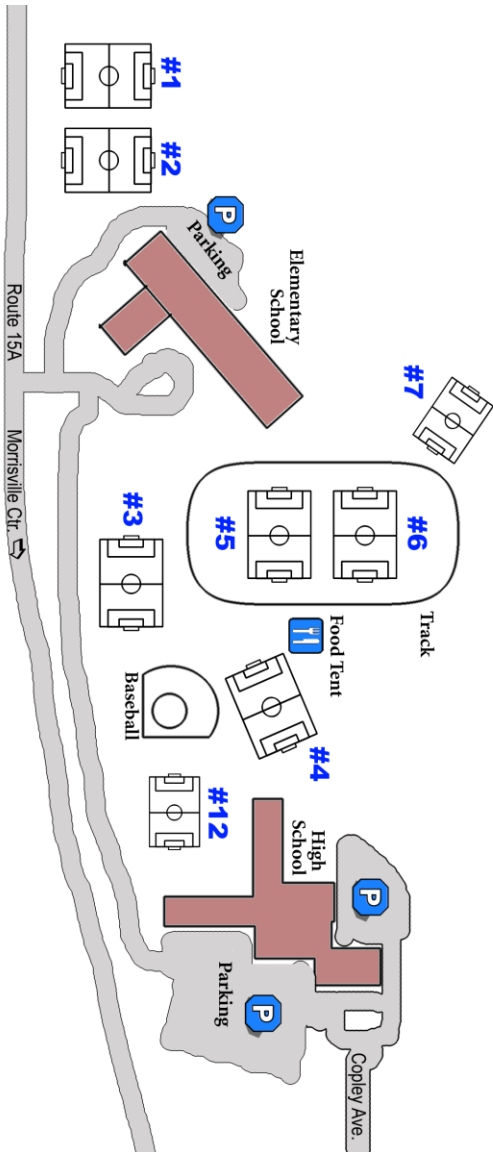 #1
#2
P
Parking
Elementary
School
#7
Route 15A
Morrisville Ctr.
#3
#5
#6
Track
Food Tent
Baseball
#4
#12
High
School
P
Parking
P
Copley Ave.